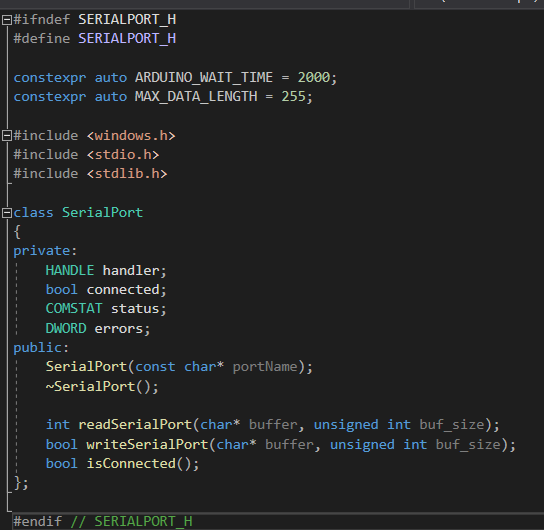 #ifndef SERIALPORT_H
#define SERIALPORT_H
constexpr auto ARDUINO_WAIT_TIME = 2000;
constexpr auto MAX_DATA_LENGTH = 255;
#include <windows.h>
#include <stdio.h>
#include <stdlib.h>
class SerialPort
{
private:
    HANDLE handler;
    bool connected;
    COMSTAT status;
    DWORD errors;
public:
    SerialPort(const char* portName);
    ~SerialPort();
    int readSerialPort(char* buffer, unsigned int buf_size);
    bool writeSerialPort(char* buffer, unsigned int buf_size);
    bool isConnected();
};
#endif // SERIALPORT_H